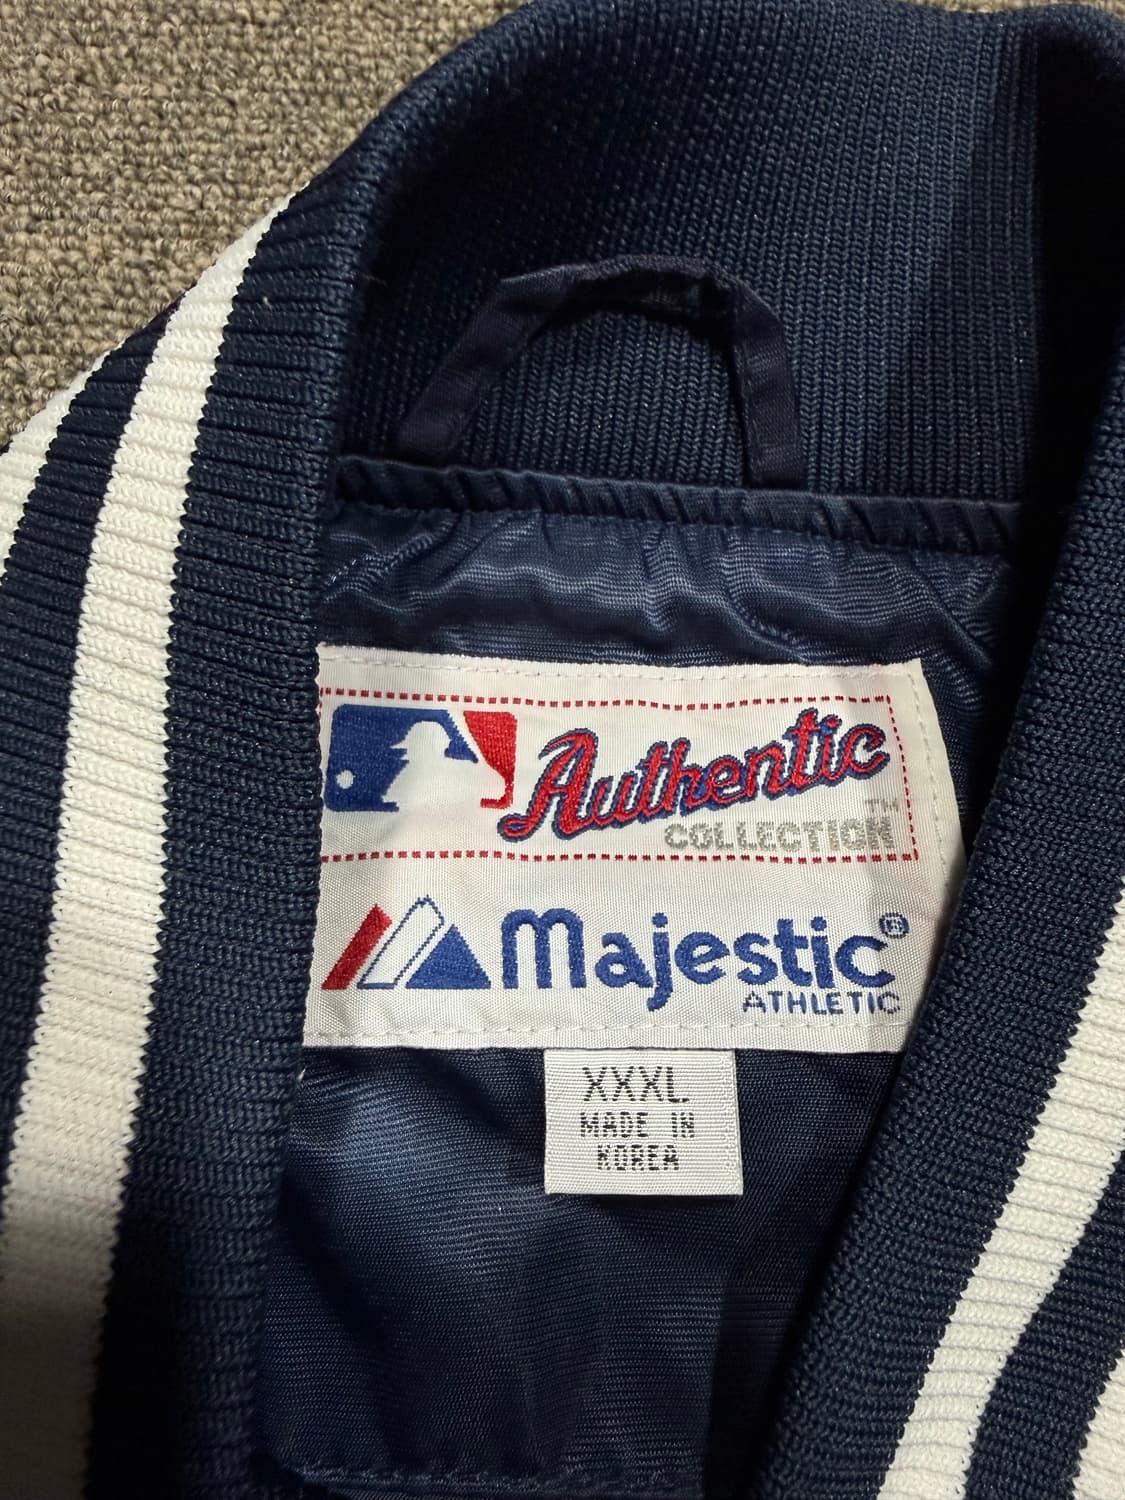 Authentic
TM
COLLECTION
Majestic®
ATHLETIC
XXXL
MADE IN
KOREA